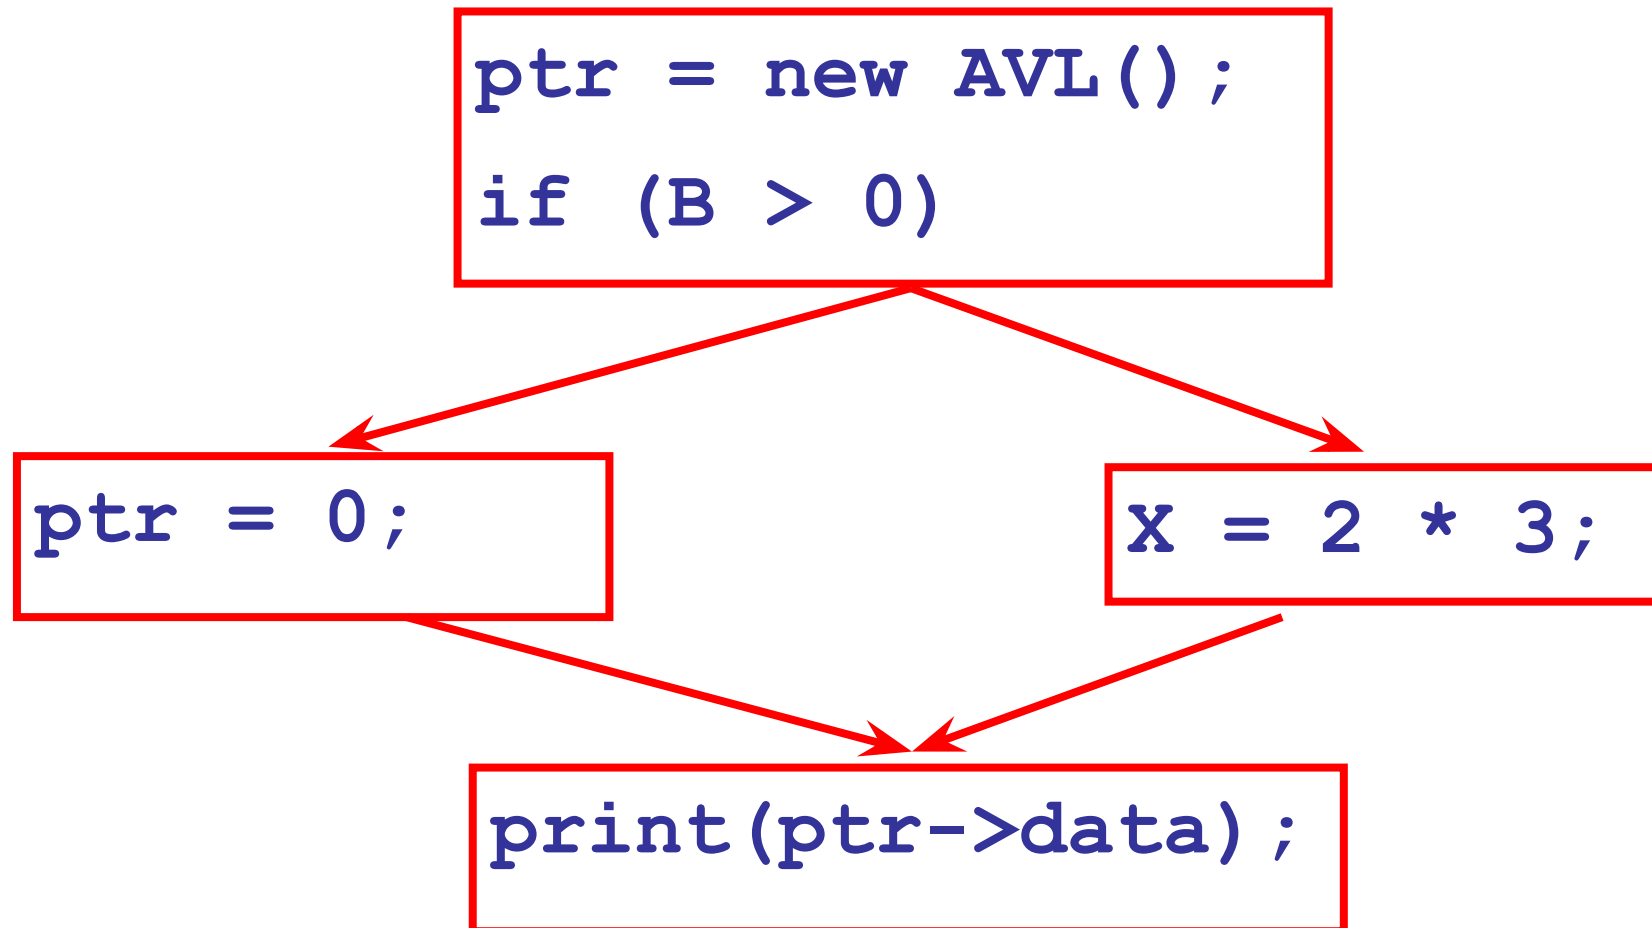 ptr = new AVL();
if (B > 0)
ptr = 0;
X = 2 * 3;
print(ptr->data);